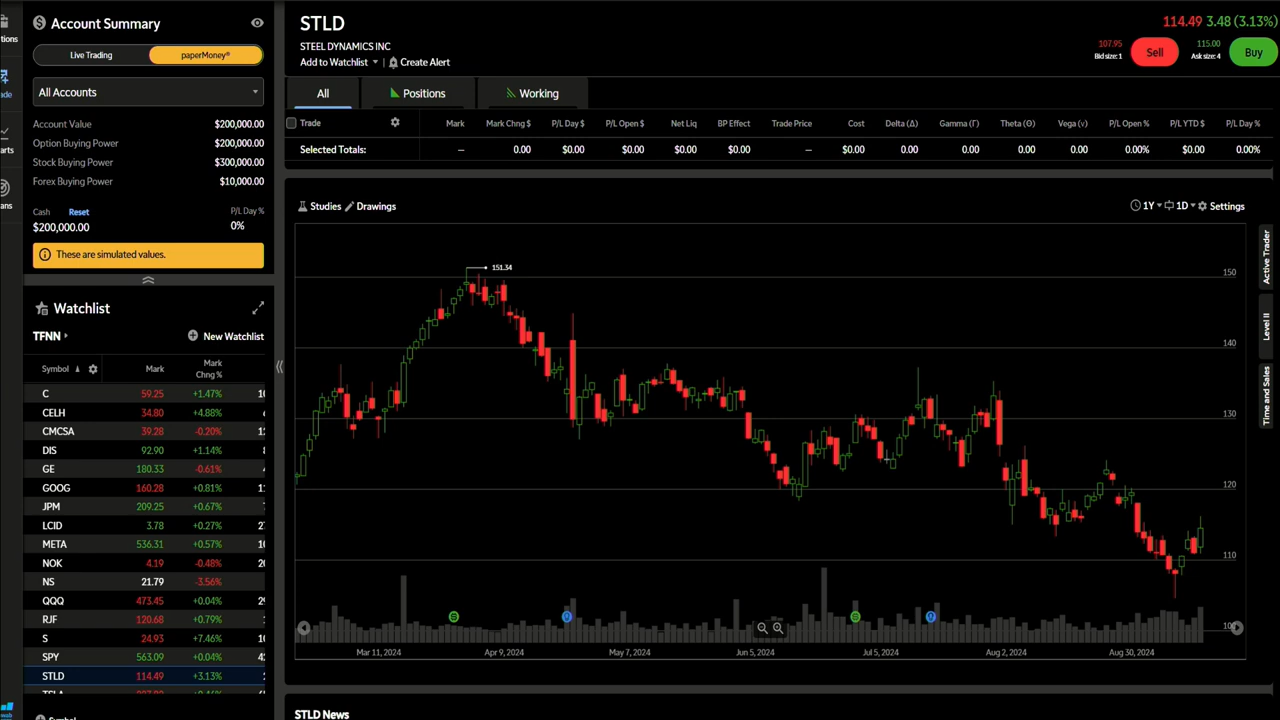 Account Summary
Live Trading
paperMoney®
All Accounts
Account Value $200,000.00
Option Buying Power $200,000.00
Stock Buying Power $300,000.00
Forex Buying Power $10,000.00
Cash Reset P/L Day %
$200,000.00 0%
These are simulated values.
Watchlist
TFNN
New Watchlist
Symbol Mark Mark Chng %
C 59.25 +1.47%
CELH 34.80 +4.88%
CMCSA 39.28 -0.20%
DIS 92.90 +1.14%
GE 180.33 -0.61%
GOOG 160.28 +0.81%
JPM 209.25 +0.67%
LCID 3.78 +0.27%
META 536.31 +0.57%
NOK 4.19 -0.48%
NS 21.79 -3.56%
QQQ 473.45 +0.04%
RJF 120.68 +0.79%
S 24.93 +7.46%
SPY 563.09 +0.04%
STLD 114.49 +3.13%
STLD
STEEL DYNAMICS INC
Add to Watchlist | Create Alert
114.49 3.48 (3.13%)
107.95
Bid size: 1
Sell
115.00
Ask size: 4
Buy
All Positions Working
Trade Mark Mark Chng $ P/L Day $ P/L Open $ Net Liq BP Effect Trade Price Cost Delta (Δ) Gamma (Γ) Theta (Θ) Vega (ν) P/L Open % P/L YTD $ P/L Day %
Selected Totals: – 0.00 $0.00 $0.00 $0.00 $0.00 – $0.00 0.00 0.00 0.00 0.00 0.00% $0.00 0.00%
Studies Drawings
1Y 1D Settings
151.34
150
140
130
120
110
Mar 11, 2024 Apr 9, 2024 May 7, 2024 Jun 5, 2024 Jul 5, 2024 Aug 2, 2024 Aug 30, 2024
Active Trader
Level II
Time and Sales
STLD News